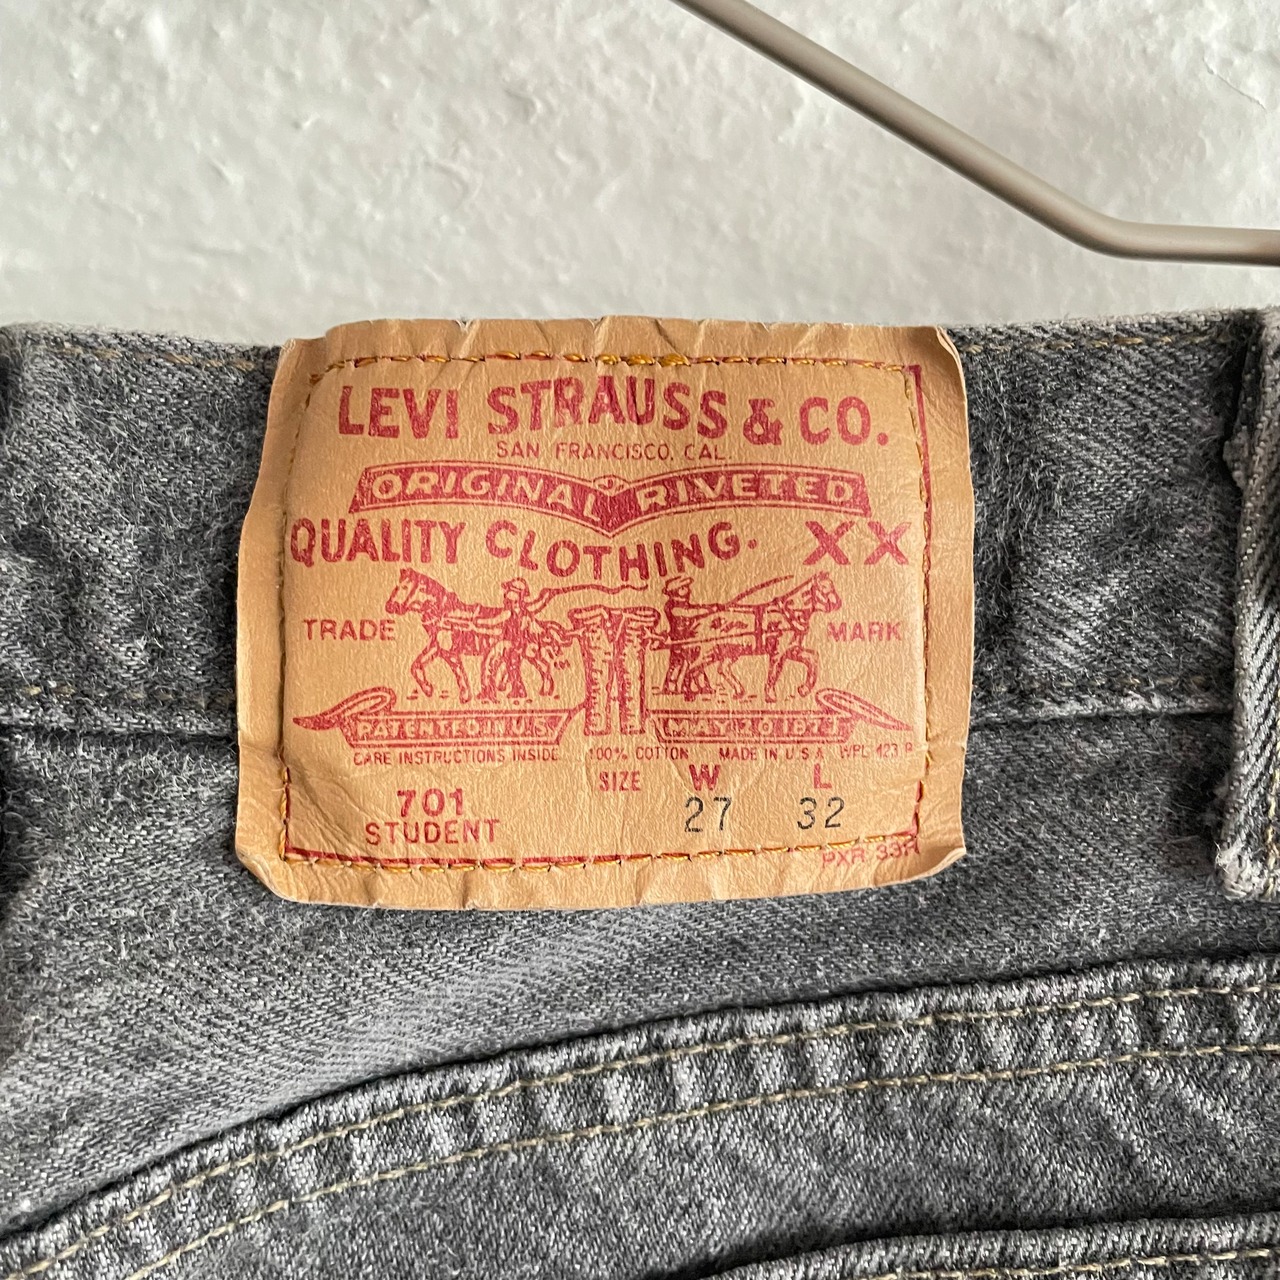 LEVI STRAUSS & CO.
SAN FRANCISCO, CAL.
ORIGINAL RIVETED
QUALITY CLOTHING. XX
TRADE MARK
PATENTED IN U.S. MAY 20 1873
CARE INSTRUCTIONS INSIDE 100% COTTON MADE IN U.S.A. WPL 423
SIZE W L
701 27 32
STUDENT
PXR